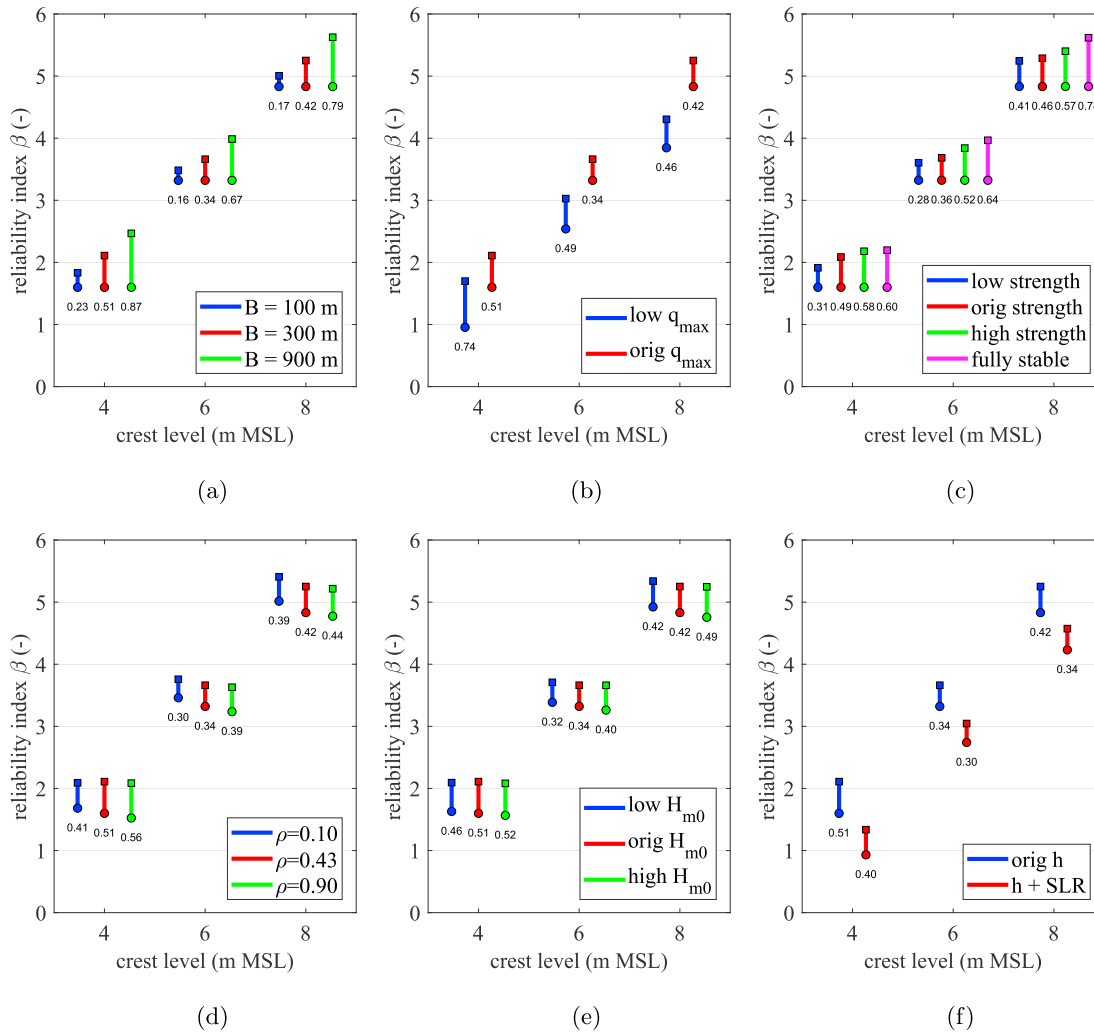 6
5
4
3
2
1
0
reliability index β (-)
0.17 0.42 0.79
0.16 0.34 0.67
0.23 0.51 0.87
B = 100 m
B = 300 m
B = 900 m
4 6 8
crest level (m MSL)
(a)
6
5
4
3
2
1
0
reliability index β (-)
0.42
0.46
0.34
0.49
0.51
0.74
low q_max
orig q_max
4 6 8
crest level (m MSL)
(b)
6
5
4
3
2
1
0
reliability index β (-)
0.41 0.46 0.57
0.28 0.36 0.52 0.64
0.31 0.49 0.58 0.60
low strength
orig strength
high strength
fully stable
4 6 8
crest level (m MSL)
(c)
6
5
4
3
2
1
0
reliability index β (-)
0.39 0.42 0.44
0.30 0.34 0.39
0.41 0.51 0.56
ρ=0.10
ρ=0.43
ρ=0.90
4 6 8
crest level (m MSL)
(d)
6
5
4
3
2
1
0
reliability index β (-)
0.42 0.42 0.49
0.32 0.34 0.40
0.46 0.51 0.52
low H_m0
orig H_m0
high H_m0
4 6 8
crest level (m MSL)
(e)
6
5
4
3
2
1
0
reliability index β (-)
0.42
0.34
0.34
0.30
0.51
0.40
orig h
h + SLR
4 6 8
crest level (m MSL)
(f)